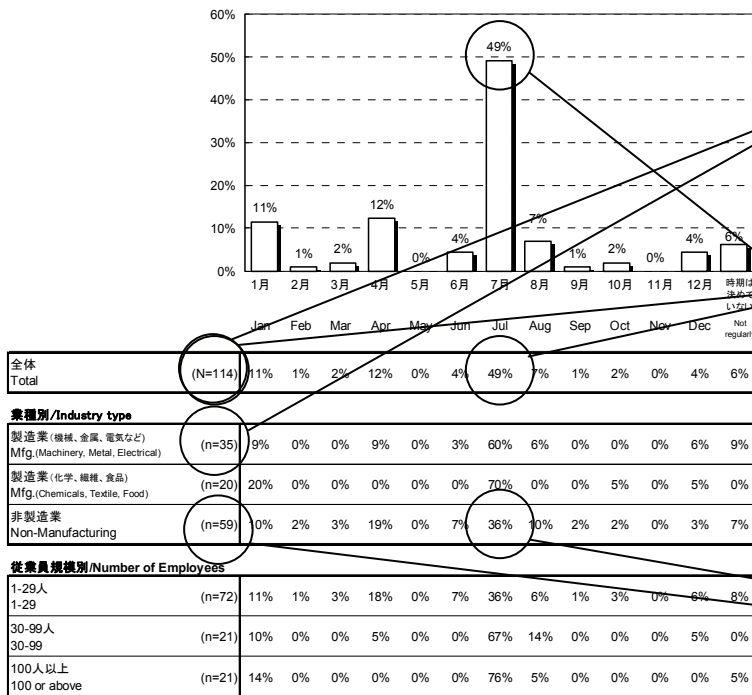 60%
50%
40%
30%
20%
10%
0%
11%
1%
2%
12%
0%
4%
49%
7%
1%
2%
0%
4%
6%
1月 2月 3月 4月 5月 6月 7月 8月 9月 10月 11月 12月 時期は
決めて
いない
Jan Feb Mar Apr May Jun Jul Aug Sep Oct Nov Dec Not
regularly
全体
Total (N=114) 11% 1% 2% 12% 0% 4% 49% 7% 1% 2% 0% 4% 6%
業種別/Industry type
製造業(機械、金属、電気など)
Mfg.(Machinery, Metal, Electrical) (n=35) 9% 0% 0% 9% 0% 3% 60% 6% 0% 0% 0% 6% 9%
製造業(化学、繊維、食品)
Mfg.(Chemicals, Textile, Food) (n=20) 20% 0% 0% 0% 0% 0% 70% 0% 0% 5% 0% 5% 0%
非製造業
Non-Manufacturing (n=59) 10% 2% 3% 19% 0% 7% 36% 10% 2% 2% 0% 3% 7%
従業員規模別/Number of Employees
1-29人
1-29 (n=72) 11% 1% 3% 18% 0% 7% 36% 6% 1% 3% 0% 6% 8%
30-99人
30-99 (n=21) 10% 0% 0% 5% 0% 0% 67% 14% 0% 0% 0% 5% 0%
100人以上
100 or above (n=21) 14% 0% 0% 0% 0% 0% 76% 5% 0% 0% 0% 0% 5%